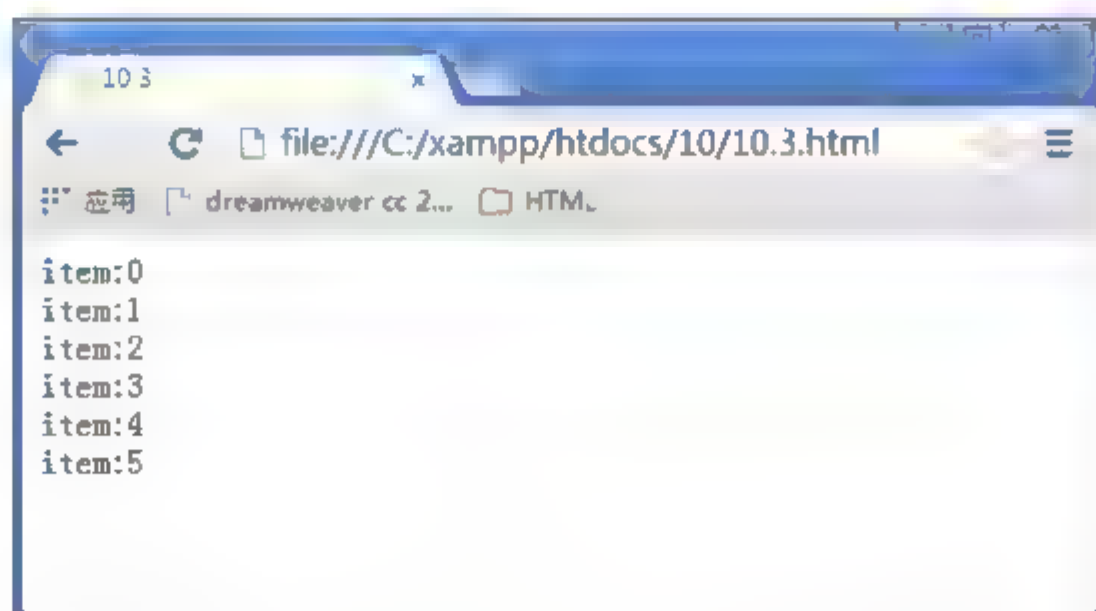 10 3
file:///C:/xampp/htdocs/10/10.3.html
应用 dreamweaver cc 2... HTML
item:0
item:1
item:2
item:3
item:4
item:5